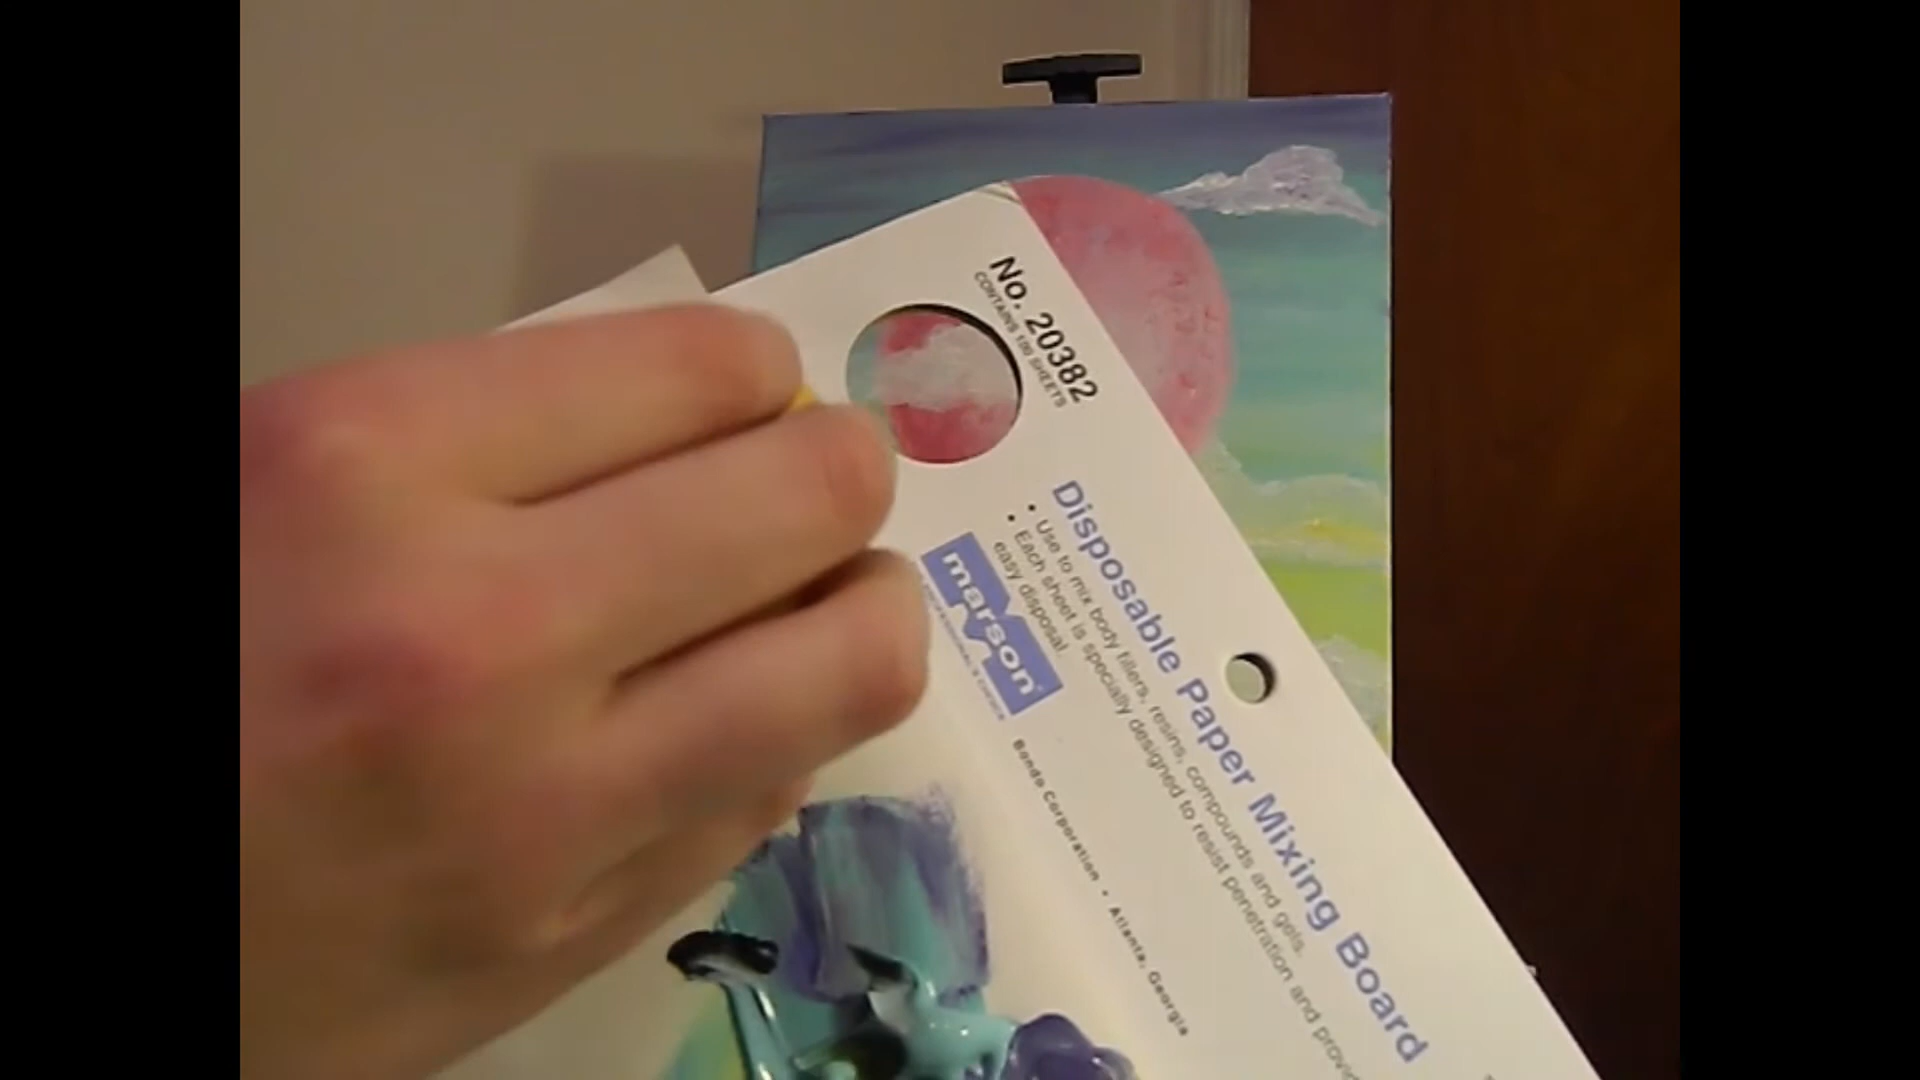 No. 20382
CONTAINS 100 SHEETS
Disposable Paper Mixing Board
• Use to mix body fillers, resins, compounds and gels.
• Each sheet is specially designed to resist penetration and
easy disposal.
marson
Bondo Corporation • Atlanta, Georgia